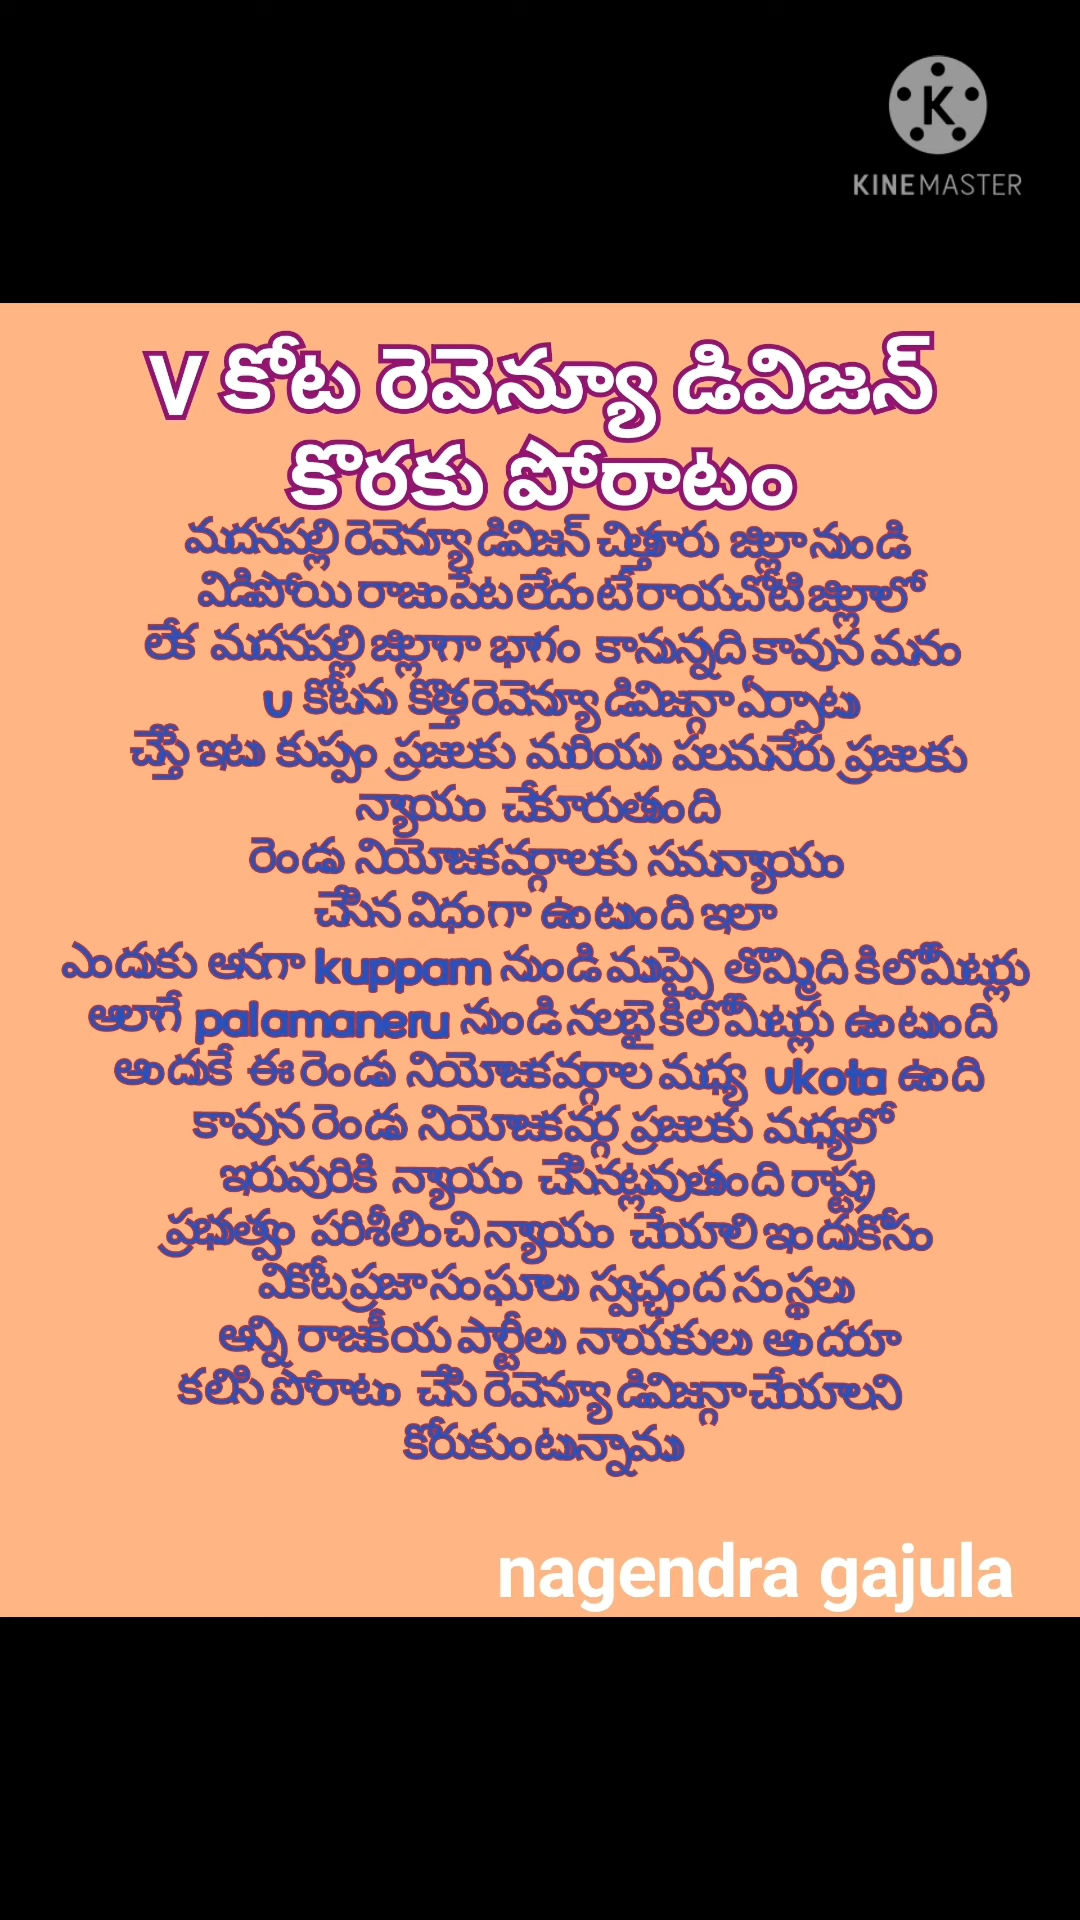 K
KINEMASTER
V కోట రెవెన్యూ డివిజన్
కొరకు పోరాటం
మదనపల్లి రెవెన్యూ డివిజన్ చిత్తూరు జిల్లా నుండి
విడిపోయి రాజంపేట లేదంటే రాయచోటి జిల్లాలో
లేక మదనపల్లి జిల్లాగా భాగం కానున్నది కావున మనం
v కోటను కొత్త రెవెన్యూ డివిజన్గా ఏర్పాటు
చేస్తే ఇటు కుప్పం ప్రజలకు మరియు పలమనేరు ప్రజలకు
న్యాయం చేకూరుతుంది
రెండు నియోజకవర్గాలకు సమన్యాయం
చేసిన విధంగా ఉంటుంది ఇలా
ఎందుకు అనగా kuppam నుండి ముప్పై తొమ్మిది కిలోమీటర్లు
అలాగే palamaneru నుండి నలభై కిలోమీటర్లు ఉంటుంది
అందుకే ఈ రెండు నియోజకవర్గాల మధ్య vkota ఉంది
కావున రెండు నియోజకవర్గ ప్రజలకు మధ్యలో
ఇరువురికి న్యాయం చేసినట్లవుతుంది రాష్ట్ర
ప్రభుత్వం పరిశీలించి న్యాయం చేయాలి ఇందుకోసం
వికోట ప్రజా సంఘాలు స్వచ్ఛంద సంస్థలు
అన్ని రాజకీయ పార్టీలు నాయకులు అందరూ
కలిసి పోరాటం చేసి రెవెన్యూ డివిజన్గా చేయాలని
కోరుకుంటున్నాము
nagendra gajula